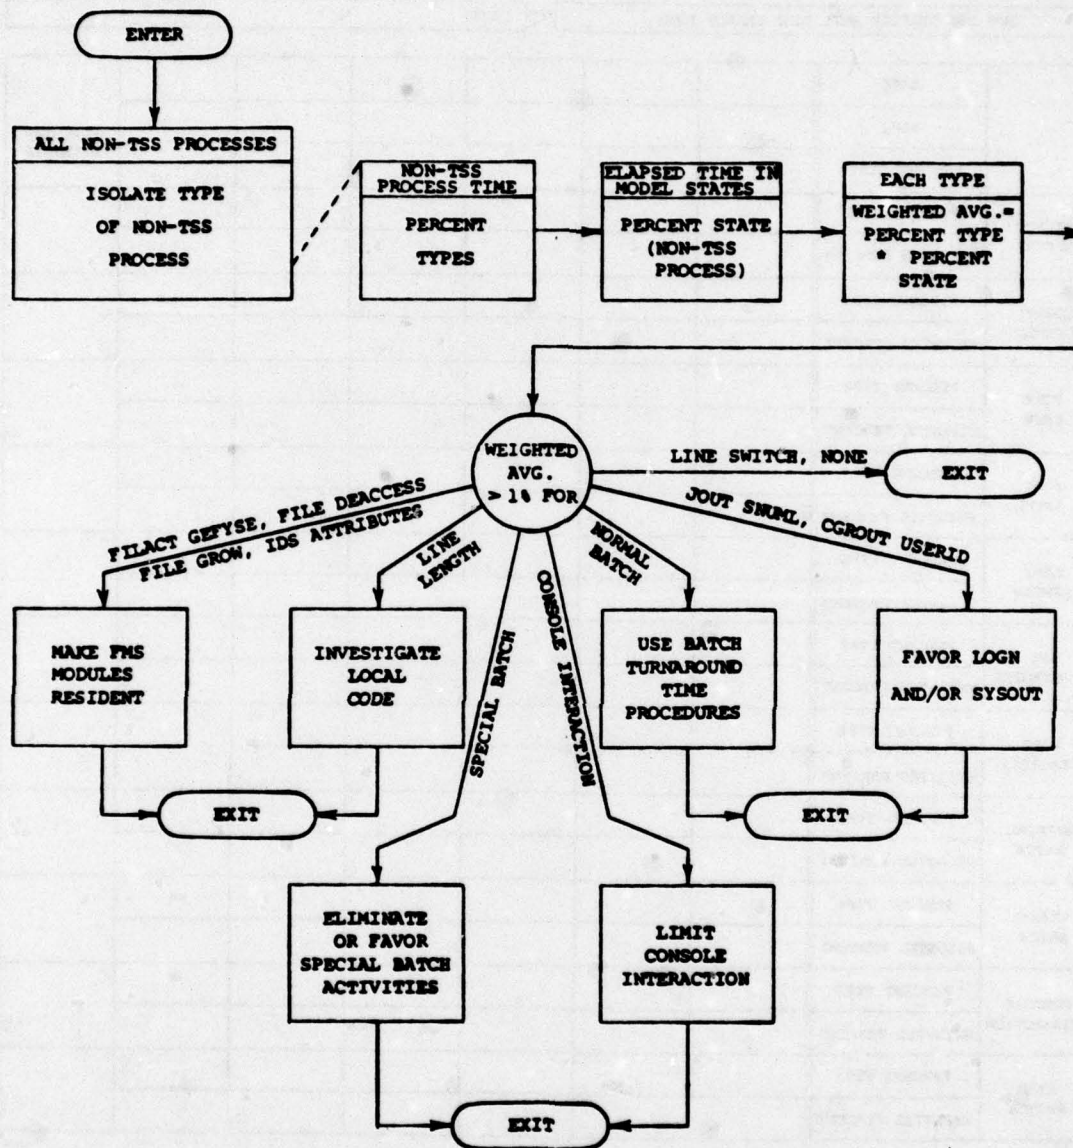 ENTER
ALL NON-TSS PROCESSES
ISOLATE TYPE
OF NON-TSS
PROCESS
NON-TSS
PROCESS TIME
PERCENT
TYPES
ELAPSED TIME IN
MODEL STATES
PERCENT STATE
(NON-TSS
PROCESS)
EACH TYPE
WEIGHTED AVG.=
PERCENT TYPE
* PERCENT
STATE
WEIGHTED
AVG.
> 1% FOR
LINE SWITCH, NONE
EXIT
FILACT GEFYSE, FILE DEACCESS
FILE GROW, IDS ATTRIBUTES
LINE
LENGTH
SPECIAL BATCH
CONSOLE INTERACTION
NORMAL
BATCH
JOUT SNUML, CGROUT USERID
MAKE FMS
MODULES
RESIDENT
INVESTIGATE
LOCAL
CODE
USE BATCH
TURNAROUND
TIME
PROCEDURES
FAVOR LOGN
AND/OR SYSOUT
EXIT
EXIT
ELIMINATE
OR FAVOR
SPECIAL BATCH
ACTIVITIES
LIMIT
CONSOLE
INTERACTION
EXIT